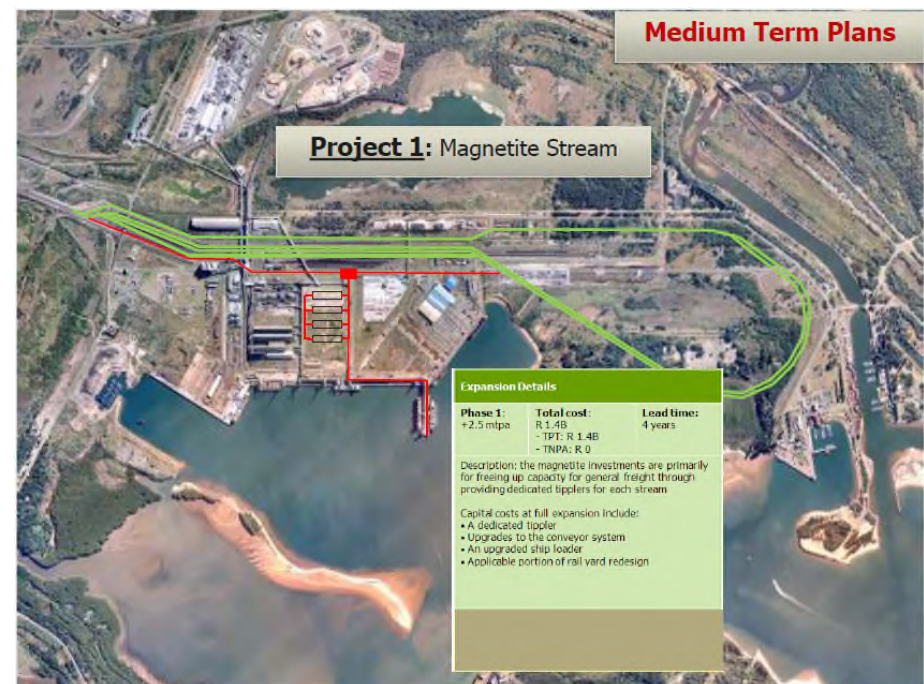 Medium Term Plans
Project 1: Magnetite Stream
Expansion Details
Phase 1:
+2.5 mtpa
Total cost:
R 1.4B
- TPT: R 1.4B
- TNPA: R 0
Lead time:
4 years
Description: the magnetite investments are primarily
for freeing up capacity for general freight through
providing dedicated tipplers for each stream
Capital costs at full expansion include:
• A dedicated tippler
• Upgrades to the conveyor system
• An upgraded ship loader
• Applicable portion of rail yard redesign